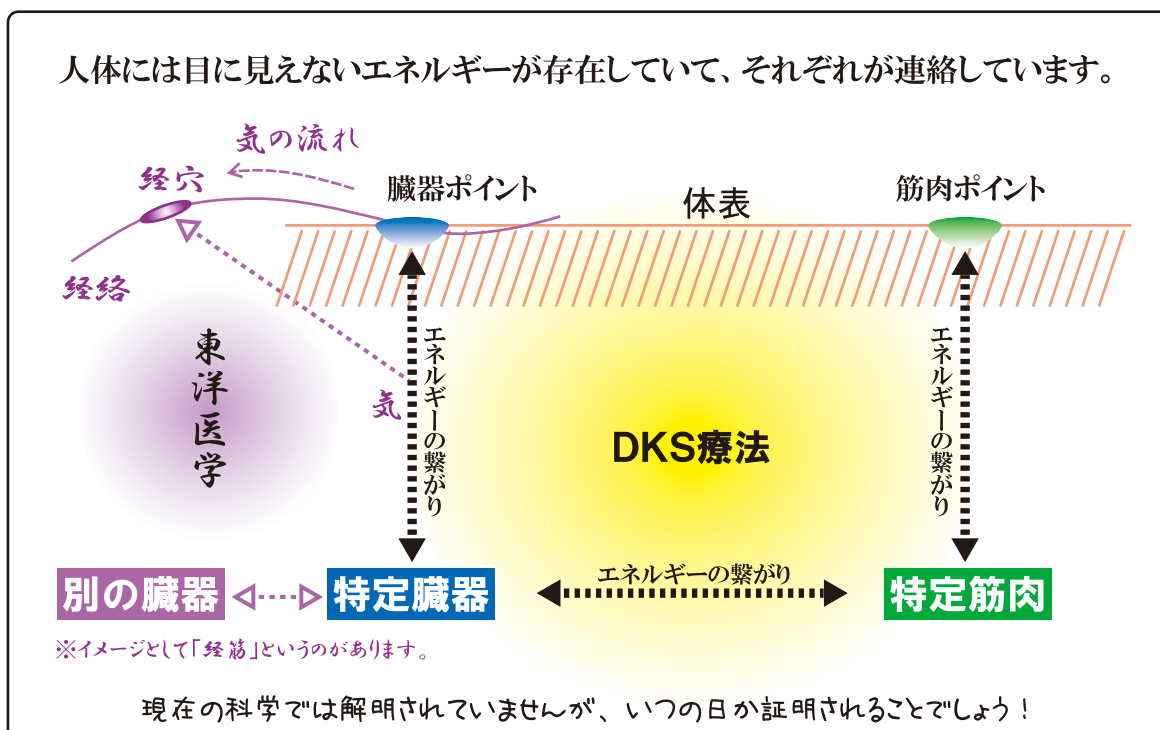 人体には目に見えないエネルギーが存在していて、それぞれが連絡しています。
気の流れ
経穴
臓器ポイント
体表
筋肉ポイント
経絡
東洋医学
気
エネルギーの繋がり
DKS療法
エネルギーの繋がり
別の臓器
特定臓器
エネルギーの繋がり
特定筋肉
※イメージとして「経筋」というのがあります。
現在の科学では解明されていませんが、いつの日か証明されることでしょう！